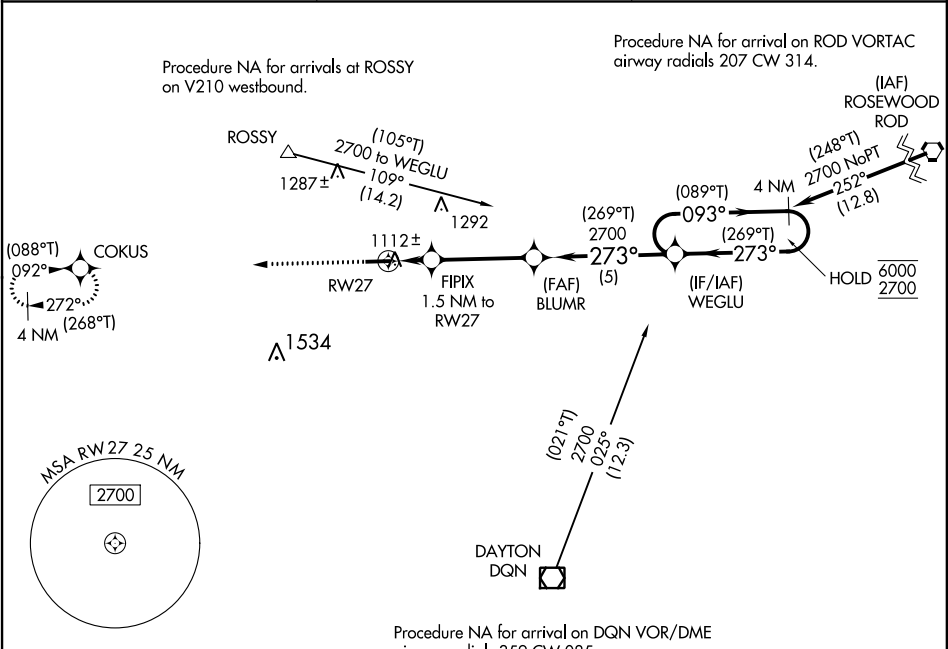 Procedure NA for arrivals at ROSSY
on V210 westbound.
Procedure NA for arrival on ROD VORTAC
airway radials 207 CW 314.
(IAF)
ROSEWOOD
ROD
ROSSY
(105°T)
2700 to WEGLU
109°
(14.2)
1287±
1292
(248°T)
2700 NoPT
252°
(12.8)
(089°T)
093°
4 NM
(269°T)
273°
HOLD
6000
2700
(269°T)
2700
273°
(5)
(IF/IAF)
WEGLU
(FAF)
BLUMR
FIPIX
1.5 NM to
RW27
1112±
RW27
(088°T)
092°
COKUS
272°
(268°T)
4 NM
1534
MSA RW27 25 NM
2700
(021°T)
2700
025°
(12.3)
DAYTON
DQN
Procedure NA for arrival on DQN VOR/DME